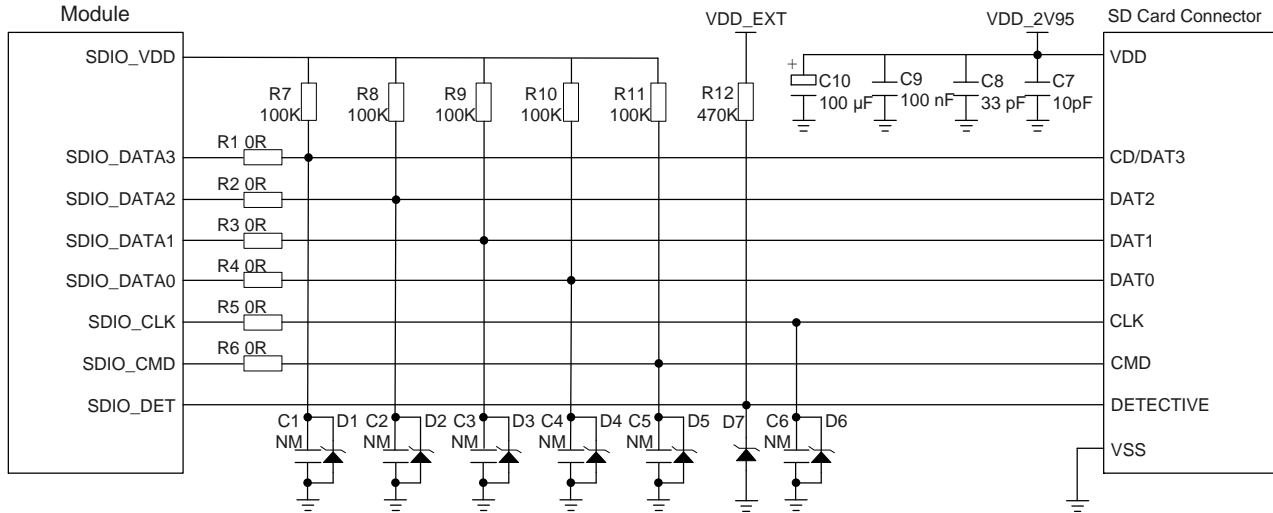 Module
VDD_EXT
VDD_2V95
SD Card Connector
SDIO_VDD
VDD
R7
100K
R8
100K
R9
100K
R10
100K
R11
100K
R12
470K
+
C10
100 µF
C9
100 nF
C8
33 pF
C7
10pF
SDIO_DATA3
R1 0R
CD/DAT3
SDIO_DATA2
R2 0R
DAT2
SDIO_DATA1
R3 0R
DAT1
SDIO_DATA0
R4 0R
DAT0
SDIO_CLK
R5 0R
CLK
SDIO_CMD
R6 0R
CMD
SDIO_DET
DETECTIVE
C1
NM
D1
C2
NM
D2
C3
NM
D3
C4
NM
D4
C5
NM
D5
D7
C6
NM
D6
VSS